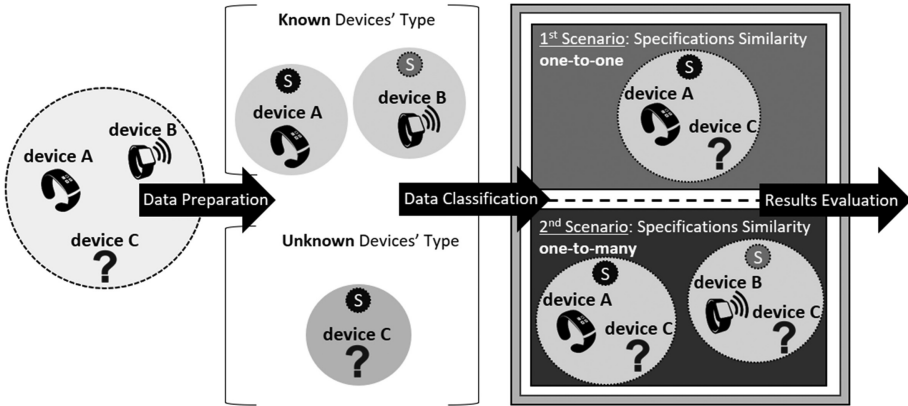 device A
device B
device C
?
Data Preparation
Known Devices' Type
S
device A
S
device B
Unknown Devices' Type
S
device C
?
Data Classification
1st Scenario: Specifications Similarity
one-to-one
S
device A
device C
?
2nd Scenario: Specifications Similarity
one-to-many
S
device A
device C
?
S
device B
device C
?
Results Evaluation